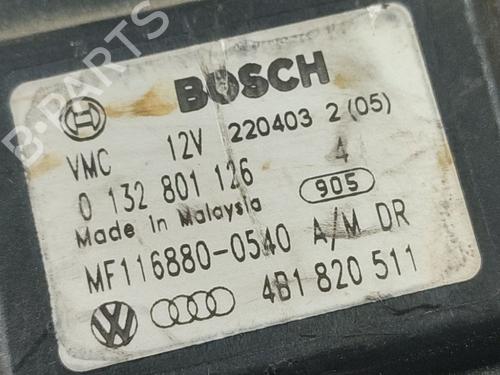 BOSCH
VMC 12V 220403 2 (05)
0 132 801 126 4
Made in Malaysia 905
MF116880-0540 A/M DR
4B1 820 511
B-PARTS